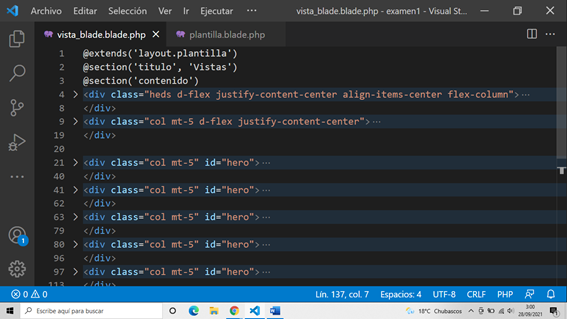 Archivo Editar Selección Ver Ir Ejecutar ... vista_blade.blade.php - examen1 - Visual St...
vista_blade.blade.php plantilla.blade.php
1 @extends('layout.plantilla')
2 @section('titulo', 'Vistas')
3 @section('contenido')
4 <div class="heds d-flex justify-content-center align-items-center flex-column">...
8 </div>
9 <div class="col mt-5 d-flex justify-content-center">...
19 </div>
20
21 <div class="col mt-5" id="hero">...
40 </div>
41 <div class="col mt-5" id="hero">...
62 </div>
63 <div class="col mt-5" id="hero">...
79 </div>
80 <div class="col mt-5" id="hero">...
96 </div>
97 <div class="col mt-5" id="hero">...
113 </div>
1
0 0 Lín. 137, col. 7 Espacios: 4 UTF-8 CRLF PHP
Escribe aquí para buscar 18°C Chubascos 3:00
28/09/2021